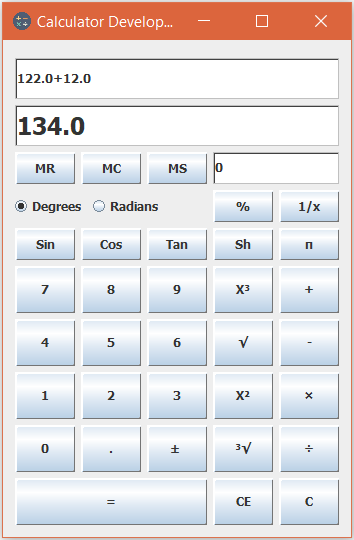 Calculator Develop...
122.0+12.0
134.0
MR MC MS 0
Degrees Radians % 1/x
Sin Cos Tan Sh п
7 8 9 X³ +
4 5 6 √ -
1 2 3 X² ×
0 . ± ³√ ÷
= CE C